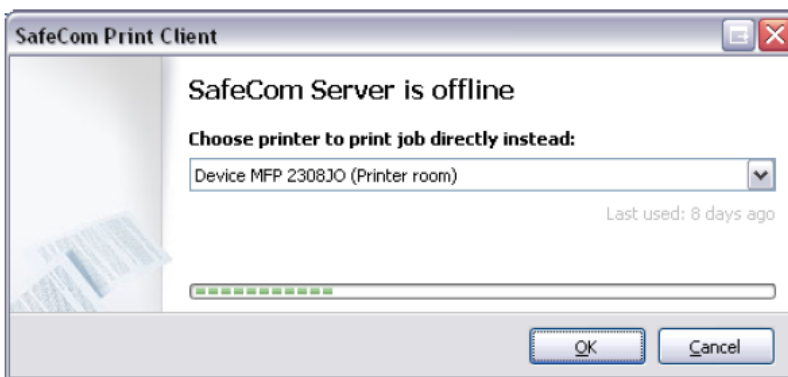 SafeCom Print Client
SafeCom Server is offline
Choose printer to print job directly instead:
Device MFP 2308JO (Printer room)
Last used: 8 days ago
OK
Cancel